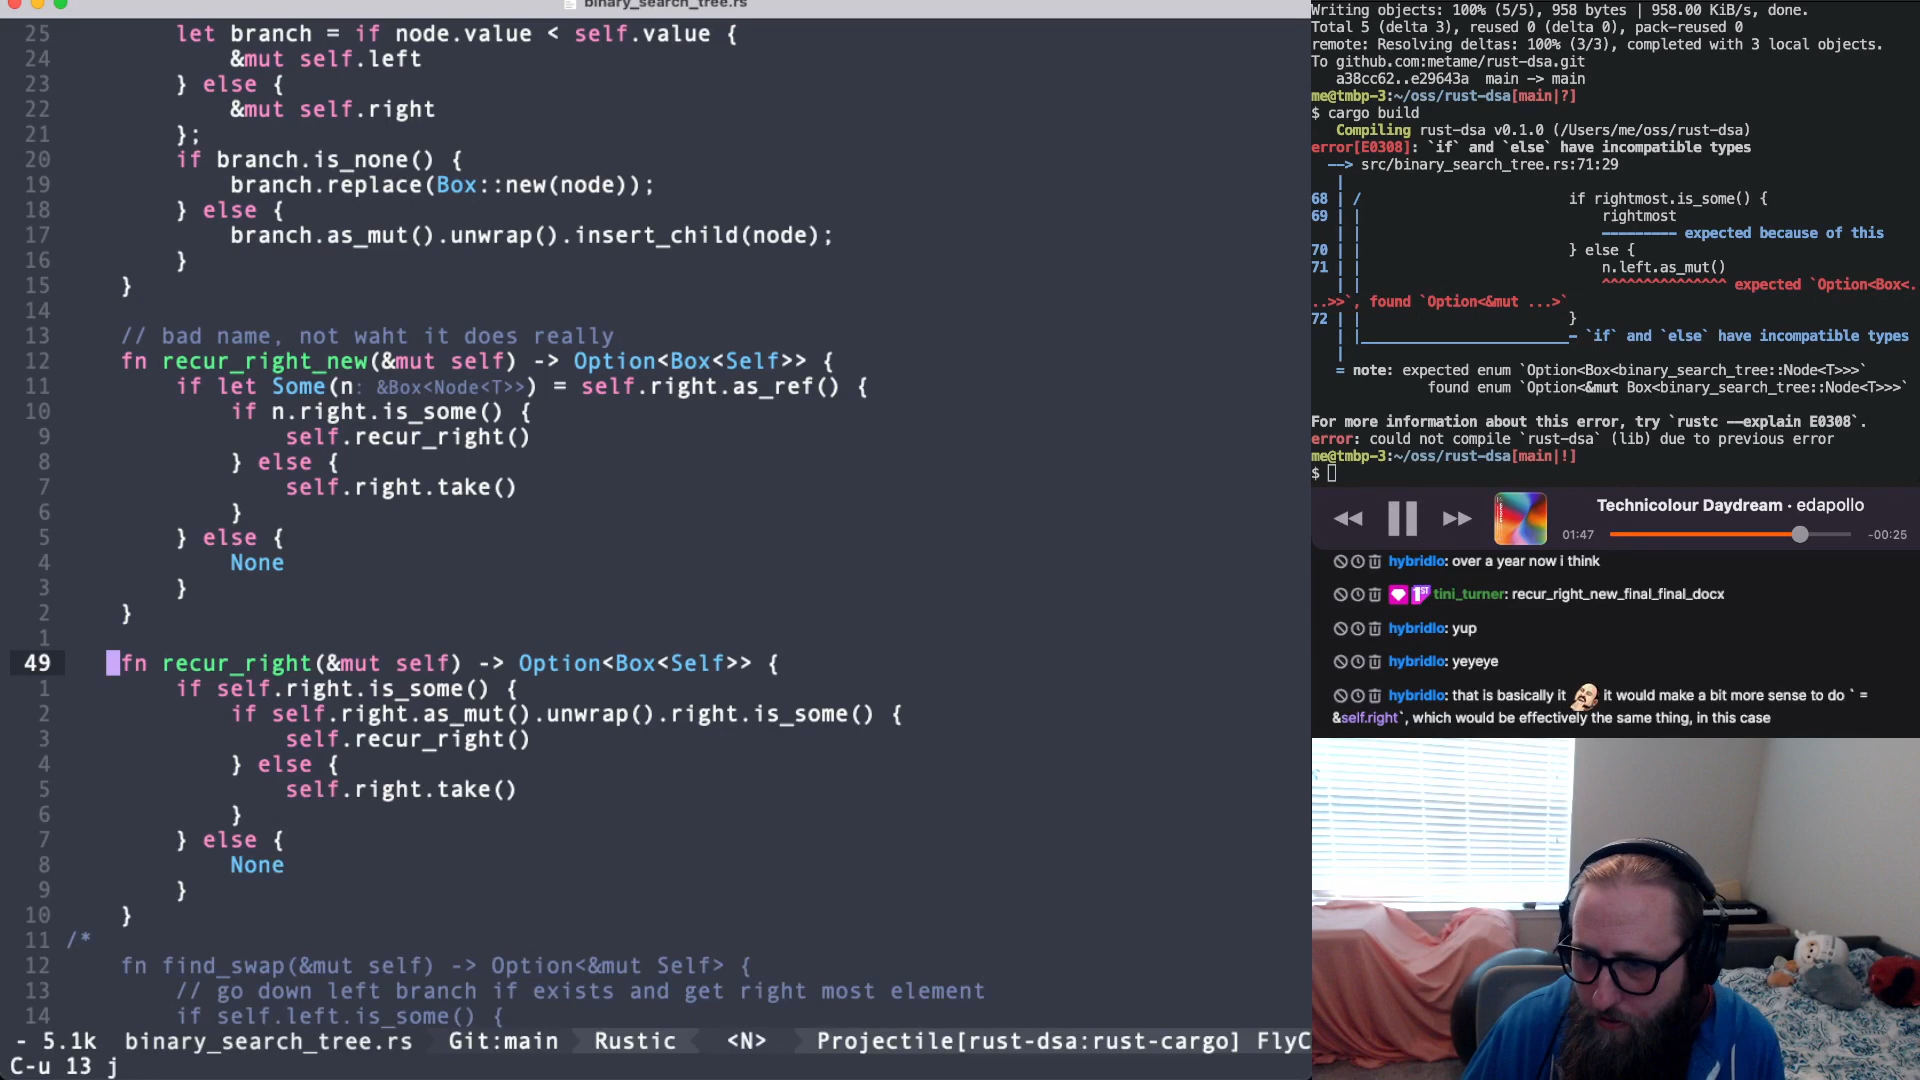 binary_search_tree.rs
25 let branch = if node.value < self.value {
24 &mut self.left
23 } else {
22 &mut self.right
21 };
20 if branch.is_none() {
19 branch.replace(Box::new(node));
18 } else {
17 branch.as_mut().unwrap().insert_child(node);
16 }
15 }
14
13 // bad name, not waht it does really
12 fn recur_right_new(&mut self) -> Option<Box<Self>> {
11 if let Some(n: &Box<Node<T>>) = self.right.as_ref() {
10 if n.right.is_some() {
9 self.recur_right()
8 } else {
7 self.right.take()
6 }
5 } else {
4 None
3 }
2 }
1
49 fn recur_right(&mut self) -> Option<Box<Self>> {
1 if self.right.is_some() {
2 if self.right.as_mut().unwrap().right.is_some() {
3 self.recur_right()
4 } else {
5 self.right.take()
6 }
7 } else {
8 None
9 }
10 }
11 /*
12 fn find_swap(&mut self) -> Option<&mut Self> {
13 // go down left branch if exists and get right most element
14 if self.left.is_some() {
- 5.1k binary_search_tree.rs Git:main Rustic <N> Projectile[rust-dsa:rust-cargo] FlyC
C-u 13 j
Writing objects: 100% (5/5), 958 bytes | 958.00 KiB/s, done.
Total 5 (delta 3), reused 0 (delta 0), pack-reused 0
remote: Resolving deltas: 100% (3/3), completed with 3 local objects.
To github.com:metame/rust-dsa.git
a38cc62..e29643a main -> main
me@tmbp-3:~/oss/rust-dsa[main|?]
$ cargo build
Compiling rust-dsa v0.1.0 (/Users/me/oss/rust-dsa)
error[E0308]: `if` and `else` have incompatible types
--> src/binary_search_tree.rs:71:29
|
68 | / if rightmost.is_some() {
69 | | rightmost
| | --------- expected because of this
70 | | } else {
71 | | n.left.as_mut()
| | ^^^^^^^^^^^^^^^ expected `Option<Box<.
..>>`, found `Option<&mut ...>`
72 | | }
| |_________________________- `if` and `else` have incompatible types
|
= note: expected enum `Option<Box<binary_search_tree::Node<T>>>`
found enum `Option<&mut Box<binary_search_tree::Node<T>>>`
For more information about this error, try `rustc --explain E0308`.
error: could not compile `rust-dsa` (lib) due to previous error
me@tmbp-3:~/oss/rust-dsa[main|!]
$
Technicolour Daydream · edapollo
01:47 -00:25
hybridlo: over a year now i think
1ST tini_turner: recur_right_new_final_final_docx
hybridlo: yup
hybridlo: yeyeye
hybridlo: that is basically it it would make a bit more sense to do ` =
&self.right`, which would be effectively the same thing, in this case